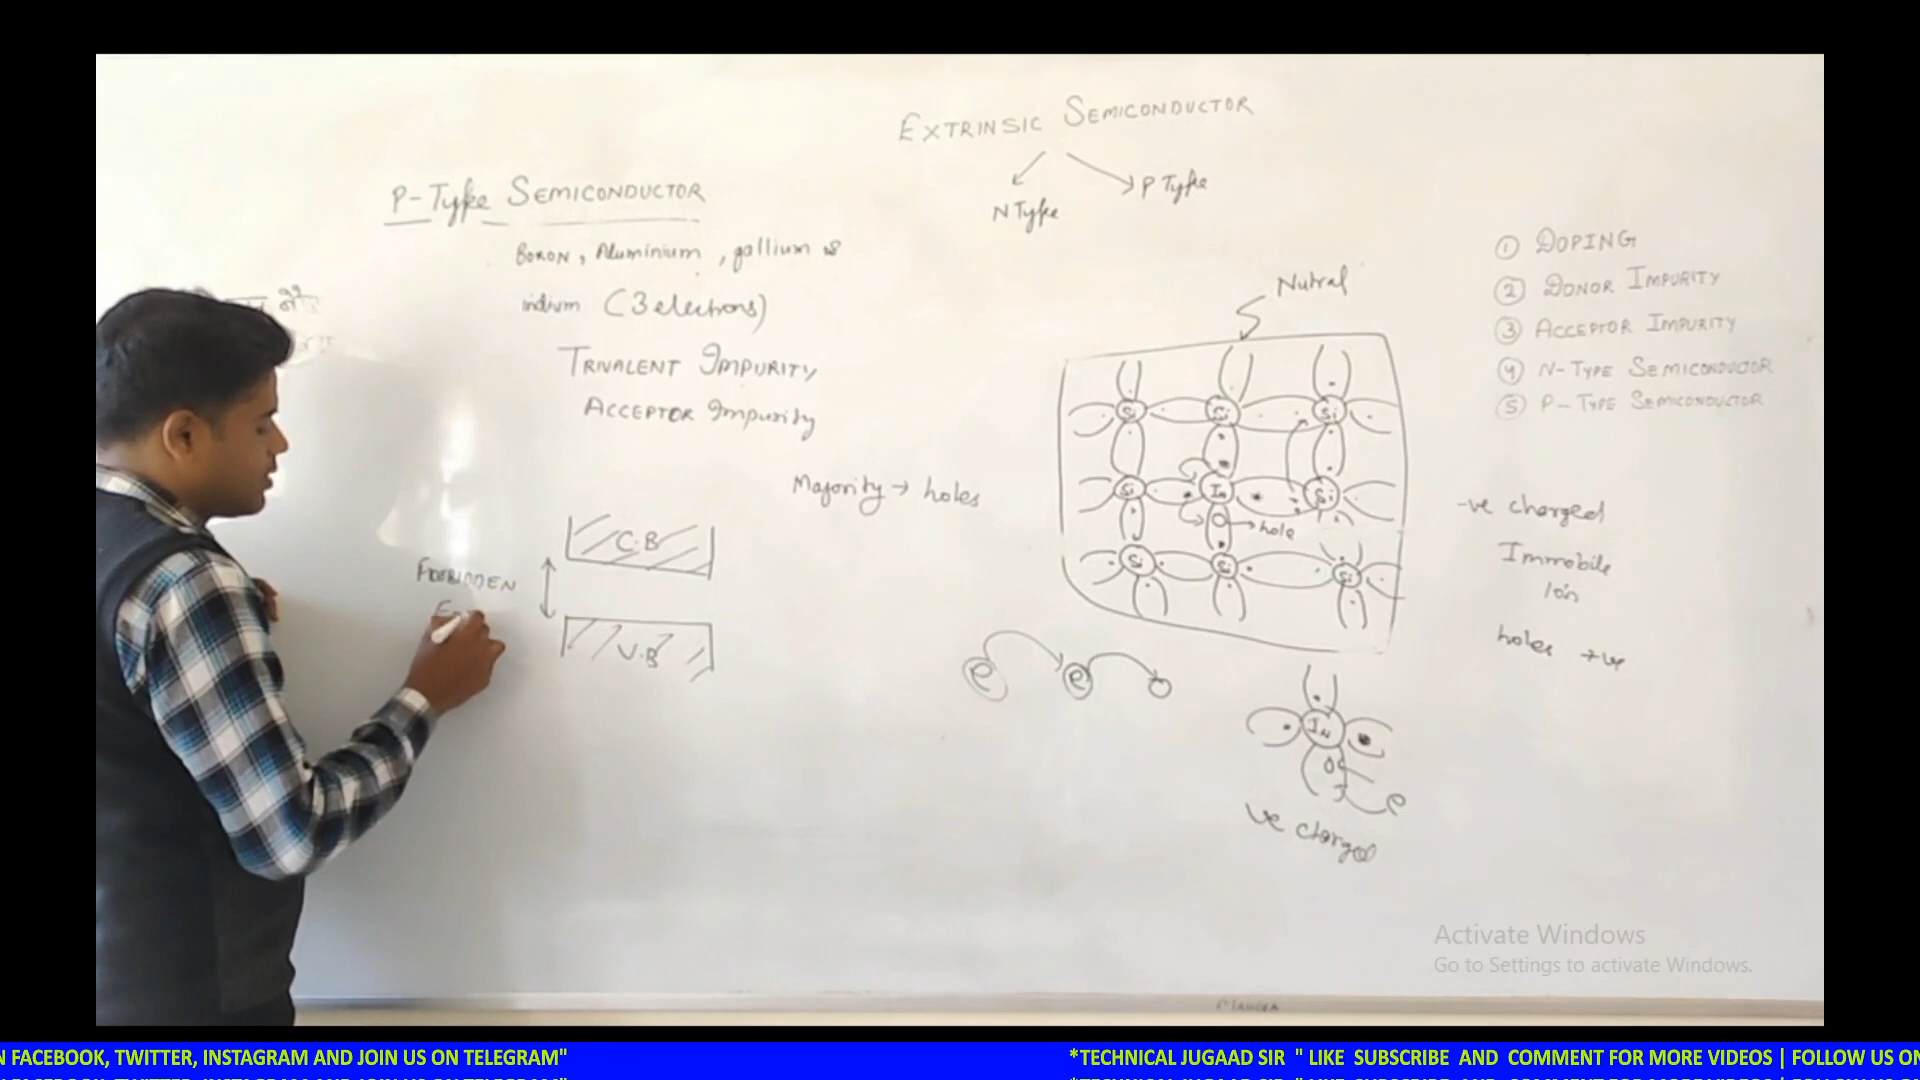 EXTRINSIC SEMICONDUCTOR
N Type
P Type
P-Type SEMICONDUCTOR
BORON, Aluminium, gallium &
indium (3 electrons)
TRIVALENT IMPURITY
ACCEPTOR Impurity
Majority → holes
C.B
FORBIDDEN
V.B
Nutral
Si Si Si
Si In Si
hole
Si Si Si
e e
IN
e
ve charged
① DOPING
② DONOR IMPURITY
③ ACCEPTOR IMPURITY
④ N-TYPE SEMICONDUCTOR
⑤ P-TYPE SEMICONDUCTOR
-ve charged
Immobile
ion
holes +ve
Activate Windows
Go to Settings to activate Windows.
N FACEBOOK, TWITTER, INSTAGRAM AND JOIN US ON TELEGRAM" *TECHNICAL JUGAAD SIR " LIKE SUBSCRIBE AND COMMENT FOR MORE VIDEOS | FOLLOW US ON